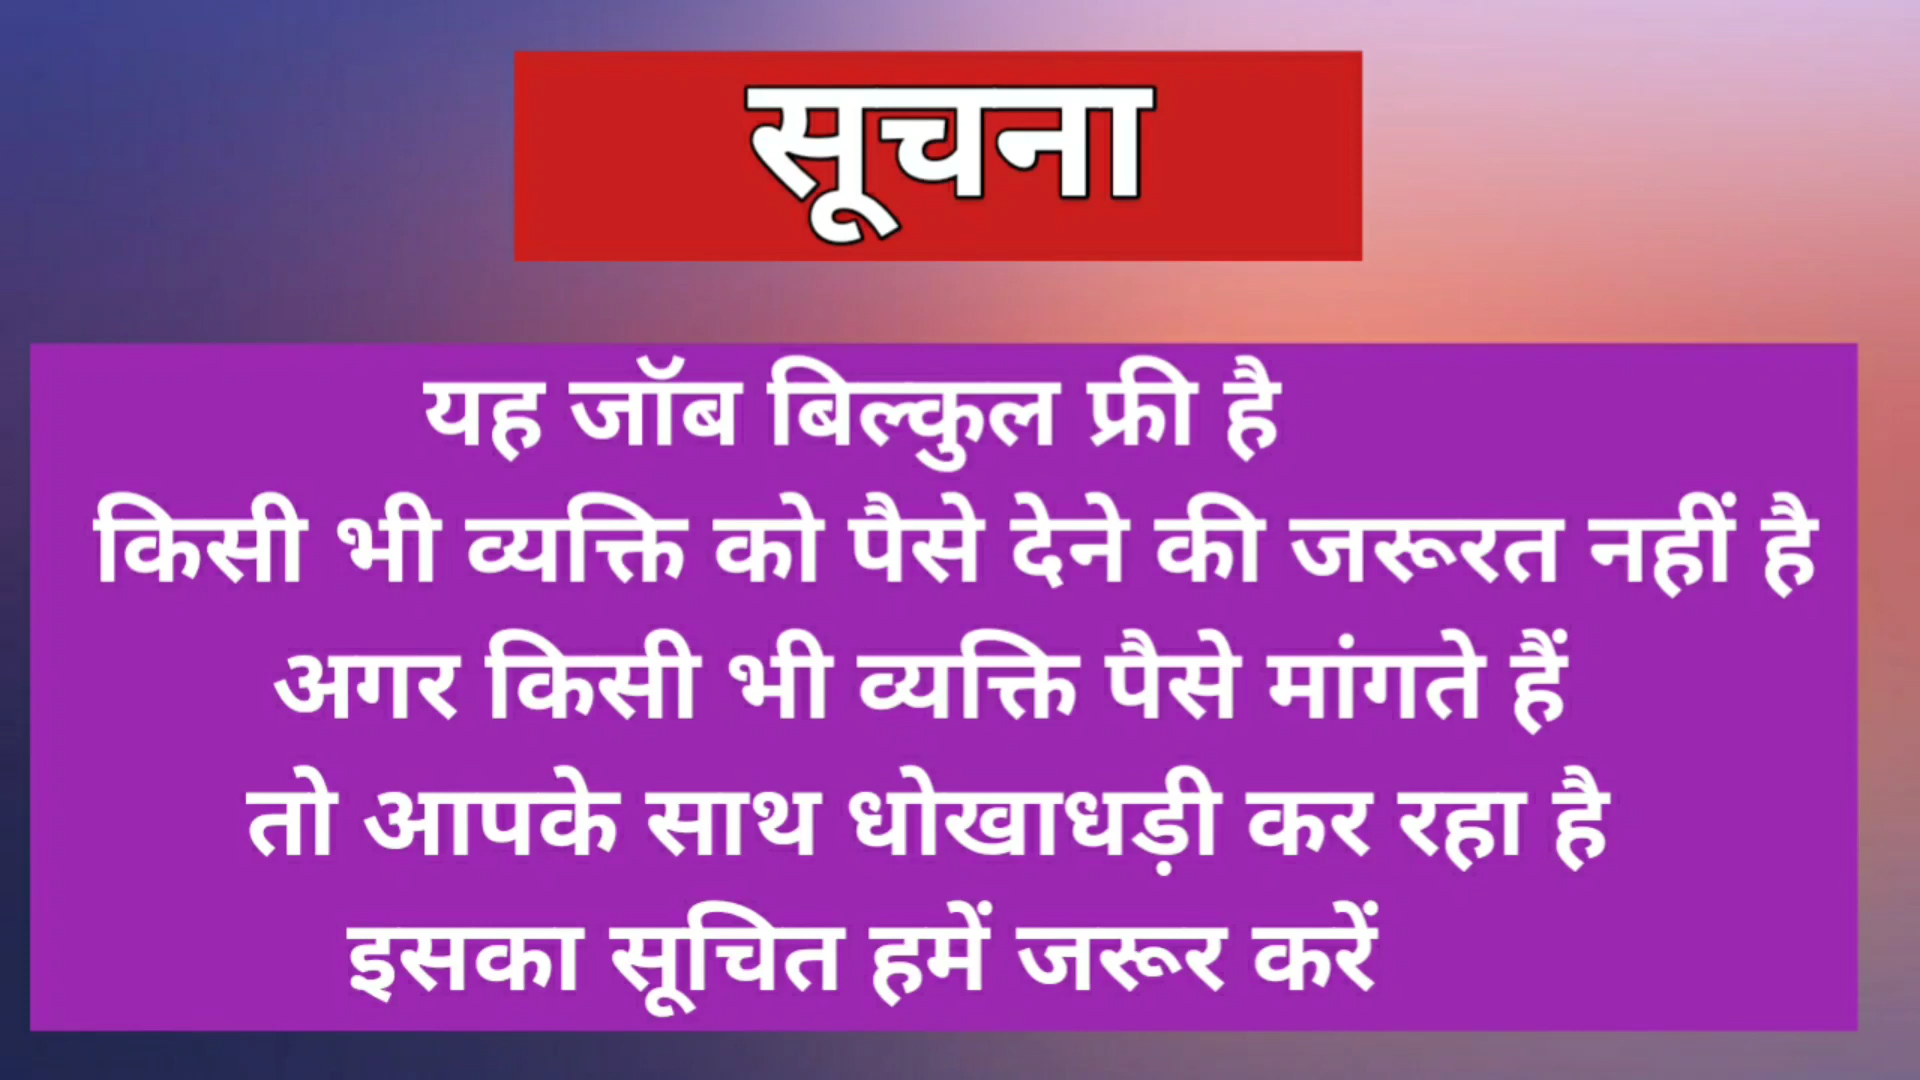 सूचना
यह जॉब बिल्कुल फ्री है
किसी भी व्यक्ति को पैसे देने की जरूरत नहीं है
अगर किसी भी व्यक्ति पैसे मांगते हैं
तो आपके साथ धोखाधड़ी कर रहा है
इसका सूचित हमें जरूर करें